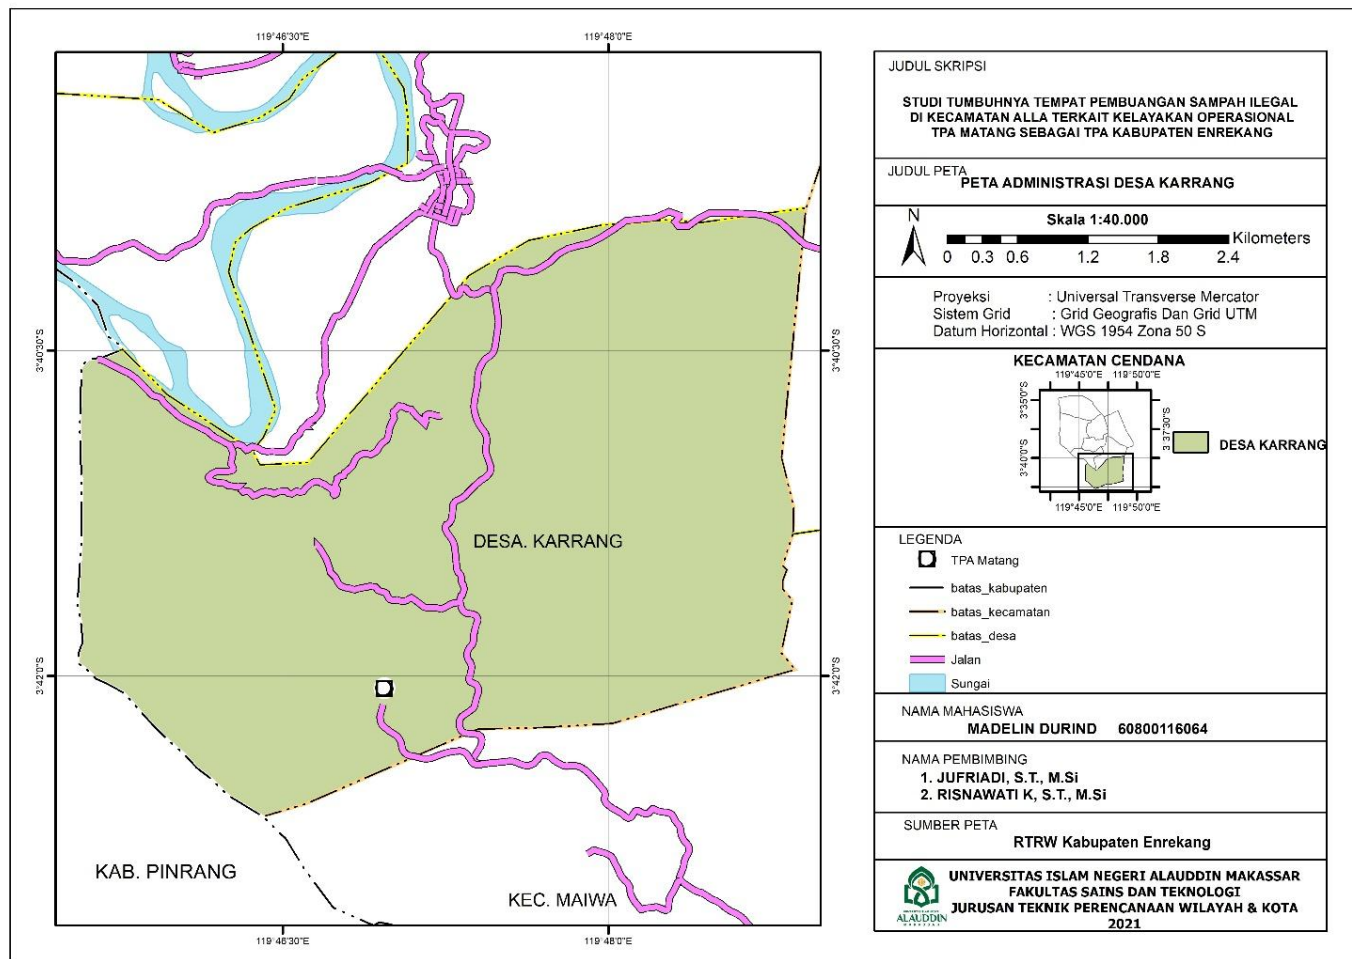 119°46'30"E 119°48'0"E
3°40'30"S 3°40'30"S
DESA. KARRANG
3°42'0"S 3°42'0"S
KAB. PINRANG
KEC. MAIWA
119°46'30"E 119°48'0"E
JUDUL SKRIPSI
STUDI TUMBUHNYA TEMPAT PEMBUANGAN SAMPAH ILEGAL
DI KECAMATAN ALLA TERKAIT KELAYAKAN OPERASIONAL
TPA MATANG SEBAGAI TPA KABUPATEN ENREKANG
JUDUL PETA
PETA ADMINISTRASI DESA KARRANG
N
Skala 1:40.000
Kilometers
0 0.3 0.6 1.2 1.8 2.4
Proyeksi : Universal Transverse Mercator
Sistem Grid : Grid Geografis Dan Grid UTM
Datum Horizontal : WGS 1954 Zona 50 S
KECAMATAN CENDANA
119°45'0"E 119°50'0"E
3°35'0"S
3°37'30"S
3°40'0"S
DESA KARRANG
119°45'0"E 119°50'0"E
LEGENDA
TPA Matang
batas_kabupaten
batas_kecamatan
batas_desa
Jalan
Sungai
NAMA MAHASISWA
MADELIN DURIND 60800116064
NAMA PEMBIMBING
1. JUFRIADI, S.T., M.Si
2. RISNAWATI K, S.T., M.Si
SUMBER PETA
RTRW Kabupaten Enrekang
UNIVERSITAS ISLAM NEGERI ALAUDDIN MAKASSAR
FAKULTAS SAINS DAN TEKNOLOGI
JURUSAN TEKNIK PERENCANAAN WILAYAH & KOTA
2021
ALAUDDIN